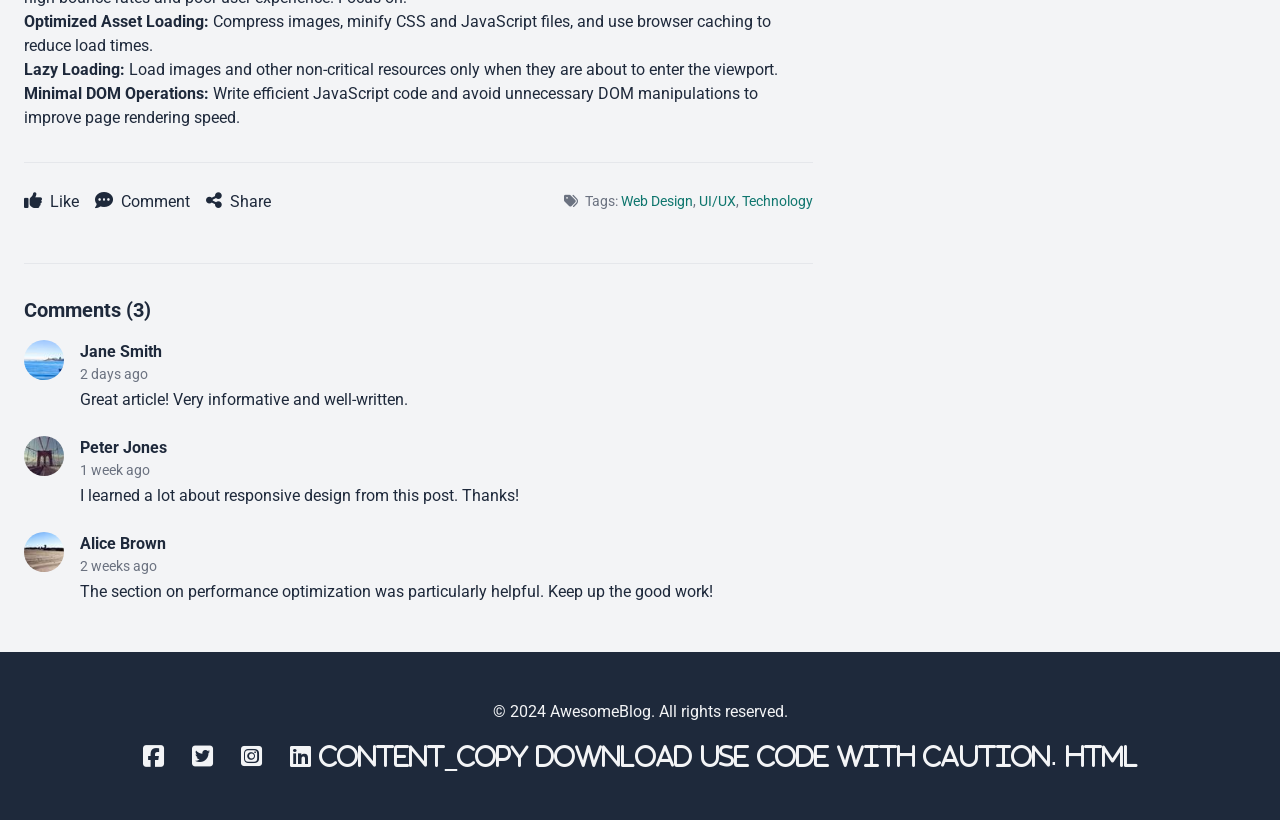 Optimized Asset Loading: Compress images, minify CSS and JavaScript files, and use browser caching to
reduce load times.
Lazy Loading: Load images and other non-critical resources only when they are about to enter the viewport.
Minimal DOM Operations: Write efficient JavaScript code and avoid unnecessary DOM manipulations to
improve page rendering speed.
Like Comment Share Tags: Web Design, UI/UX, Technology
Comments (3)
Jane Smith
2 days ago
Great article! Very informative and well-written.
Peter Jones
1 week ago
I learned a lot about responsive design from this post. Thanks!
Alice Brown
2 weeks ago
The section on performance optimization was particularly helpful. Keep up the good work!
© 2024 AwesomeBlog. All rights reserved.
CONTENT_COPY DOWNLOAD USE CODE WITH CAUTION. HTML